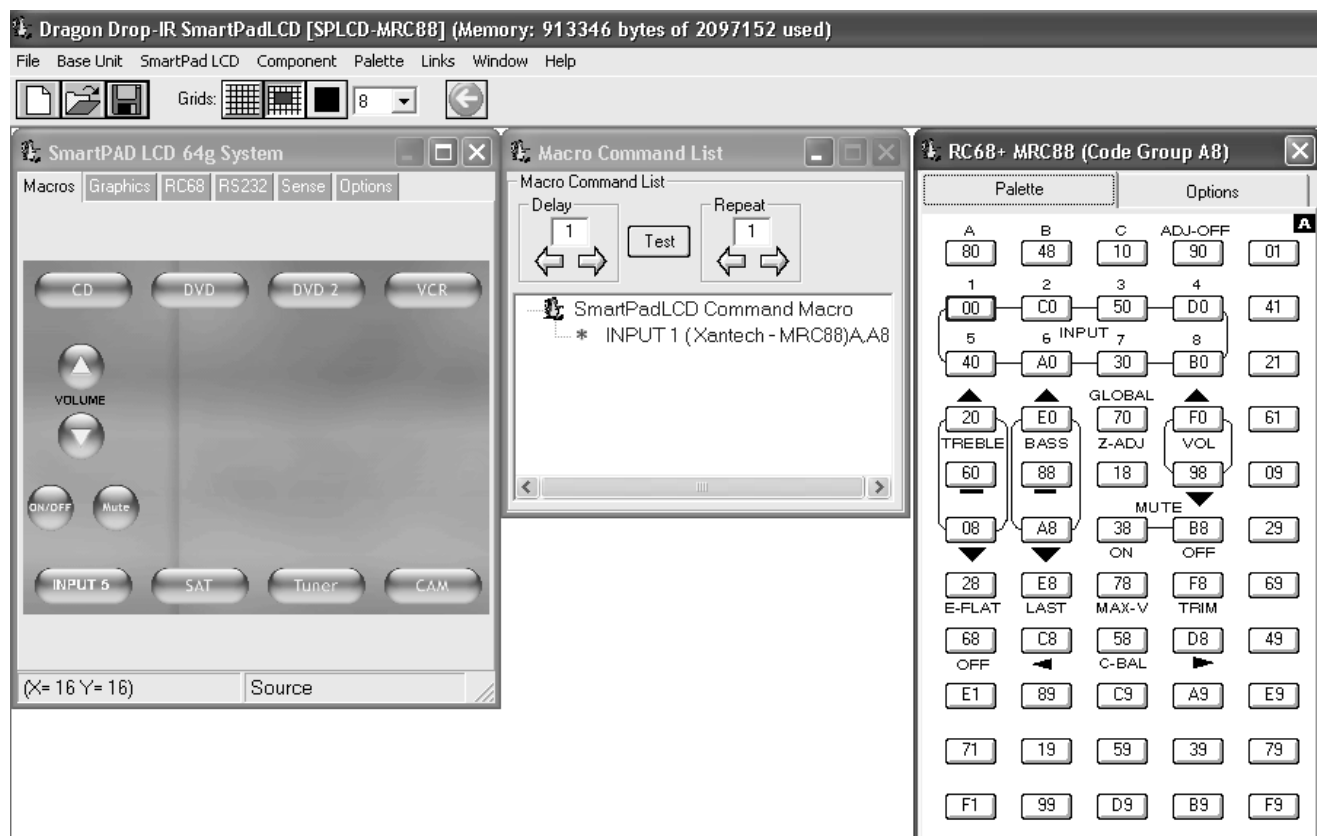 Dragon Drop-IR SmartPadLCD [SPLCD-MRC88] (Memory: 913346 bytes of 2097152 used)
File Base Unit SmartPad LCD Component Palette Links Window Help
Grids: 8
SmartPAD LCD 64g System
Macros Graphics RC68 RS232 Sense Options
CD DVD DVD 2 VCR
VOLUME
ON/OFF Mute
INPUT 5 SAT Tuner CAM
(X= 16 Y= 16) Source
Macro Command List
Macro Command List
Delay Repeat
1 Test 1
SmartPadLCD Command Macro
* INPUT 1 ( Xantech - MRC88)A,A8
RC68+ MRC88 (Code Group A8)
Palette Options
A
A B C ADJ-OFF
80 48 10 90 01
1 2 3 4
00 C0 50 D0 41
5 6 INPUT 7 8
40 A0 30 B0 21
GLOBAL
20 E0 70 F0 61
TREBLE BASS Z-ADJ VOL
60 88 18 98 09
MUTE
08 A8 38 B8 29
ON OFF
28 E8 78 F8 69
E-FLAT LAST MAX-V TRIM
68 C8 58 D8 49
OFF C-BAL
E1 89 C9 A9 E9
71 19 59 39 79
F1 99 D9 B9 F9